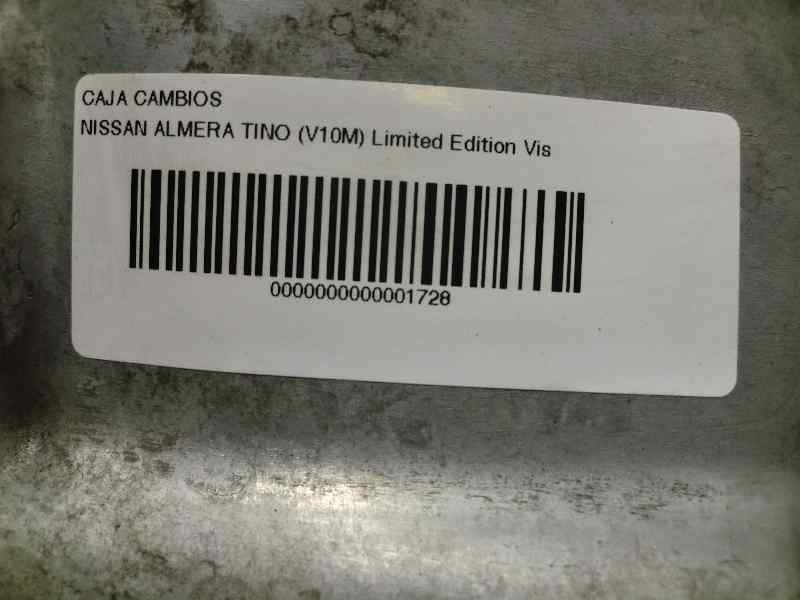 CAJA CAMBIOS
NISSAN ALMERA TINO (V10M) Limited Edition Vis
0000000000001728